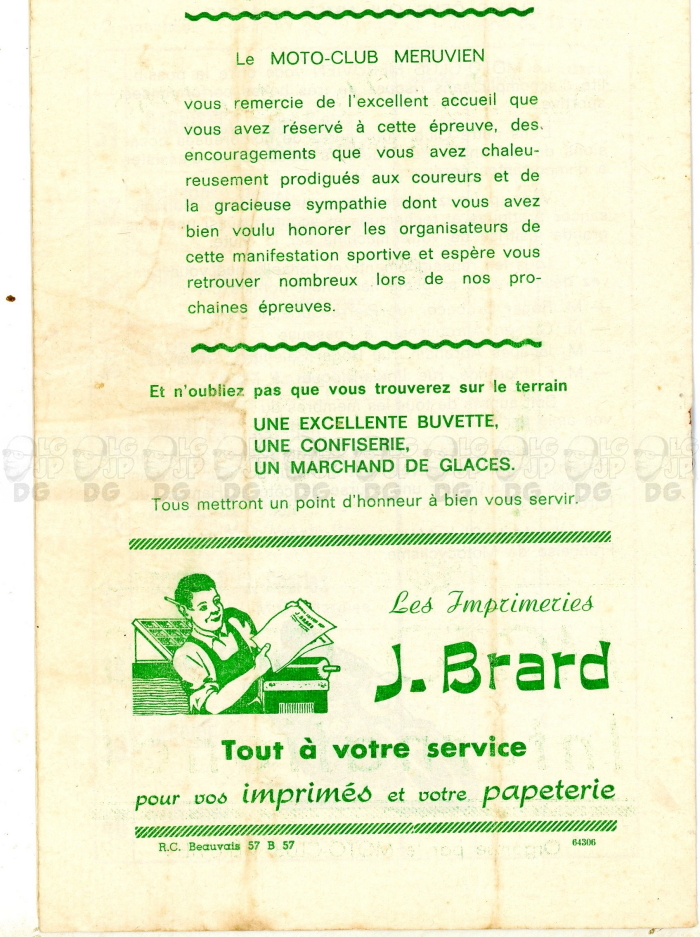 Le MOTO-CLUB MERUVIEN
vous remercie de l'excellent accueil que
vous avez réservé à cette épreuve, des
encouragements que vous avez chaleu-
reusement prodigués aux coureurs et de
la gracieuse sympathie dont vous avez
bien voulu honorer les organisateurs de
cette manifestation sportive et espère vous
retrouver nombreux lors de nos pro-
chaines épreuves.
Et n'oubliez pas que vous trouverez sur le terrain
UNE EXCELLENTE BUVETTE,
UNE CONFISERIE,
UN MARCHAND DE GLACES.
Tous mettront un point d'honneur à bien vous servir.
Les Imprimeries
J. Brard
Tout à votre service
pour vos imprimés et votre papeterie
R.C. Beauvais 57 B 57
64306